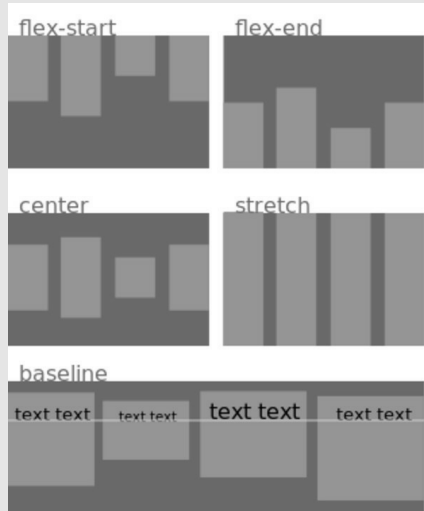 flex-start
flex-end
center
stretch
baseline
text text
text text
text text
text text